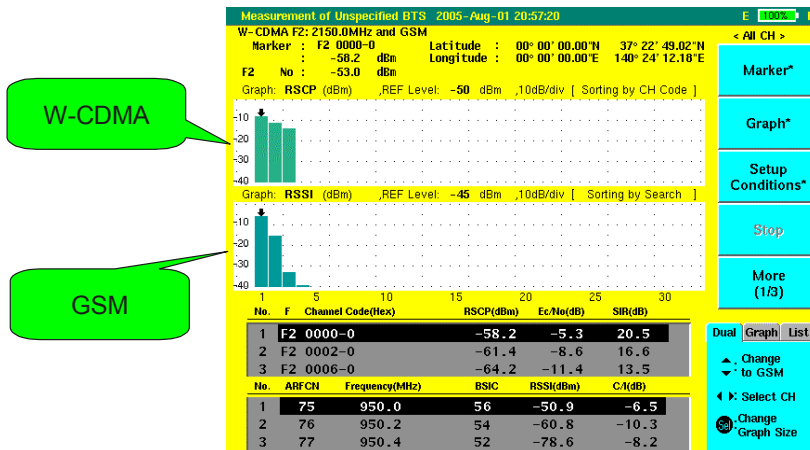 Measurement of Unspecified BTS 2005-Aug-01 20:57:20 E 100%
W-CDMA F2: 2150.0MHz and GSM < All CH >
Marker : F2 0000-0 Latitude : 00° 00' 00.00"N 37° 22' 49.02"N
: -58.2 dBm Longitude : 00° 00' 00.00"E 140° 24' 12.18"E
F2 No : -53.0 dBm
Graph: RSCP (dBm) ,REF Level: -50 dBm ,10dB/div [ Sorting by CH Code ]
-10
-20
-30
-40
Graph: RSSI (dBm) ,REF Level: -45 dBm ,10dB/div [ Sorting by Search ]
-10
-20
-30
-40
1 5 10 15 20 25 30
No. F Channel Code(Hex) RSCP(dBm) Ec/No(dB) SIR(dB)
1 F2 0000-0 -58.2 -5.3 20.5
2 F2 0002-0 -61.4 -8.6 16.6
3 F2 0006-0 -64.2 -11.4 13.5
No. ARFCN Frequency(MHz) BSIC RSSI(dBm) C/I(dB)
1 75 950.0 56 -50.9 -6.5
2 76 950.2 54 -60.8 -10.3
3 77 950.4 52 -78.6 -8.2
W-CDMA
GSM
Marker*
Graph*
Setup
Conditions*
Stop
More
(1/3)
Dual Graph List
: Change
to GSM
: Select CH
Sel :Change
Graph Size